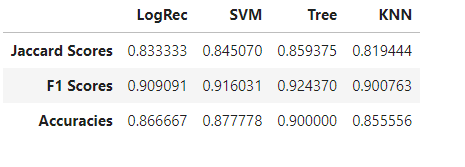 LogRec SVM Tree KNN
Jaccard Scores 0.833333 0.845070 0.859375 0.819444
F1 Scores 0.909091 0.916031 0.924370 0.900763
Accuracies 0.866667 0.877778 0.900000 0.855556